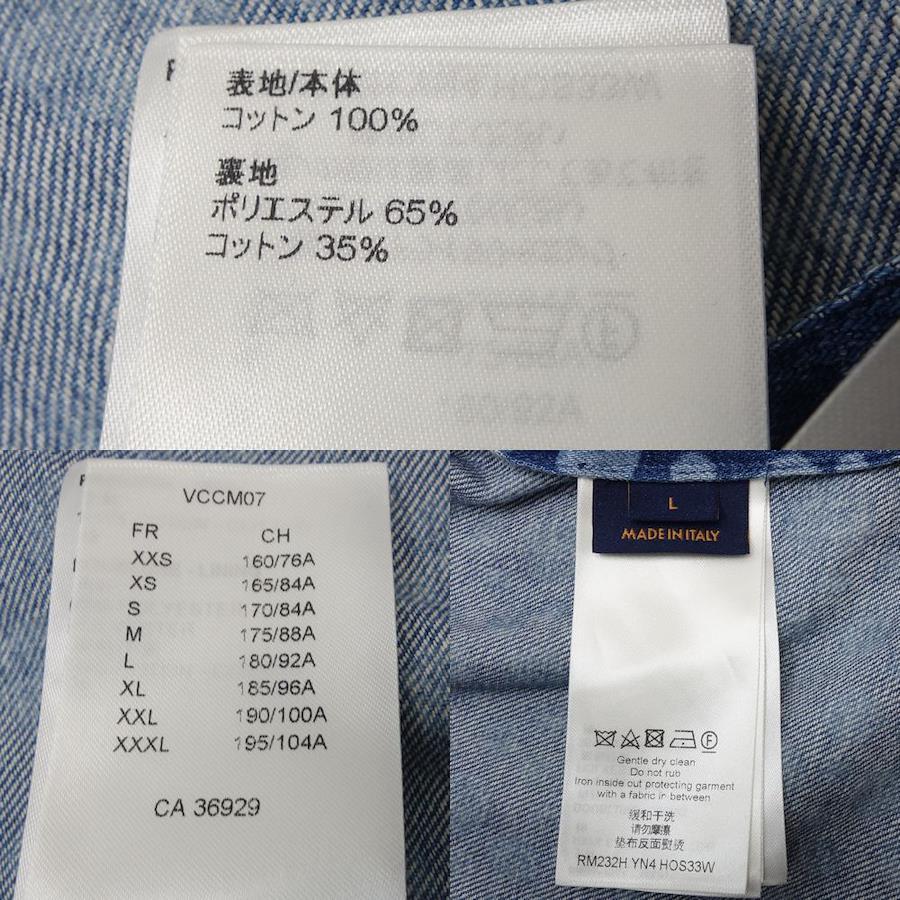 表地/本体
コットン 100%
裏地
ポリエステル 65%
コットン 35%
VCCM07
FR CH
XXS 160/76A
XS 165/84A
S 170/84A
M 175/88A
L 180/92A
XL 185/96A
XXL 190/100A
XXXL 195/104A
CA 36929
L
MADE IN ITALY
F
Gentle dry clean
Do not rub
Iron inside out protecting garment
with a fabric in between
缓和干洗
请勿摩擦
垫布反面熨烫
RM232H YN4 HOS33W